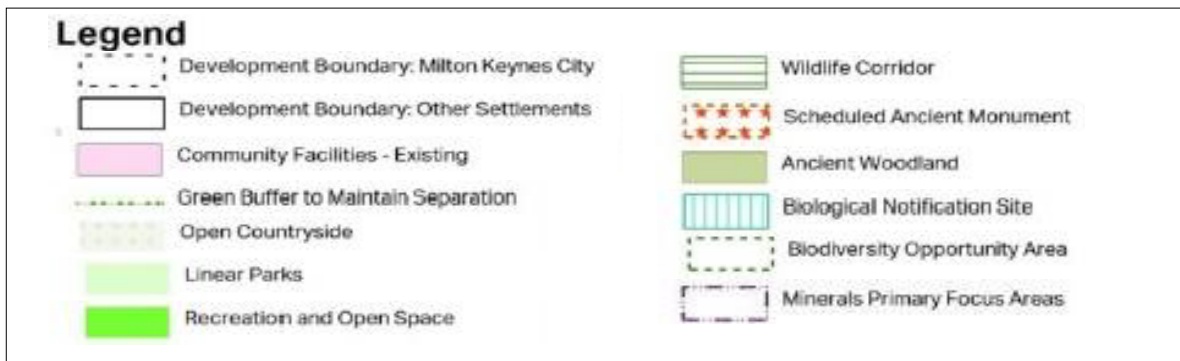 Legend
Development Boundary: Milton Keynes City
Development Boundary: Other Settlements
Community Facilities - Existing
Green Buffer to Maintain Separation
Open Countryside
Linear Parks
Recreation and Open Space
Wildlife Corridor
Scheduled Ancient Monument
Ancient Woodland
Biological Notification Site
Biodiversity Opportunity Area
Minerals Primary Focus Areas